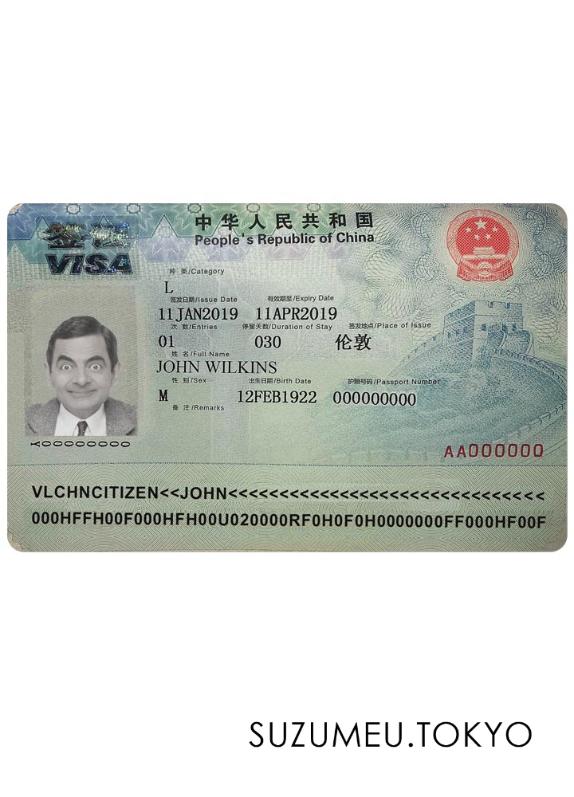 签证
VISA
中华人民共和国
People's Republic of China
种 类/Category
L
签发日期/Issue Date 有效期至/Expiry Date
11JAN2019 11APR2019
次 数/Entries 停留天数/Duration of Stay 签发地点/Place of Issue
01 030 伦敦
姓 名/Full Name
JOHN WILKINS
性 别/Sex 出生日期/Birth Date 护照号码/Passport Number
M 12FEB1922 000000000
备 注/Remarks
A00000000
AA000000
VLCHNCITIZEN<<JOHN<<<<<<<<<<<<<<<<<<<<<<<<<<<<<<<<
000HFFH00F000HFH00U020000RF0H0F0H0000000FF000HF00F
SUZUMEU.TOKYO